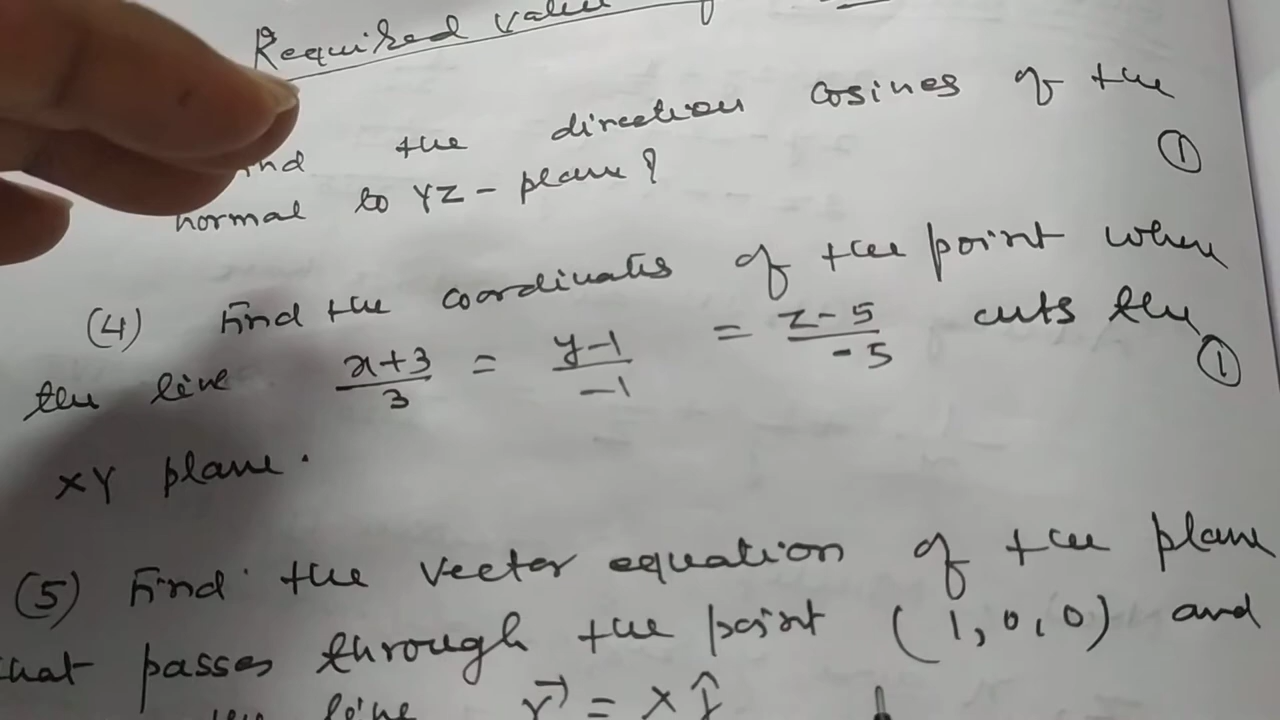 Required value of
the direction cosines of the
normal to YZ - plane ? ①
(4) Find the coordinates of the point where
the line x+3/3 = y-1/-1 = z-5/-5 cuts the ①
XY plane.
(5) Find the vector equation of the plane
that passes through the point (1,0,0) and
line r⃗ =